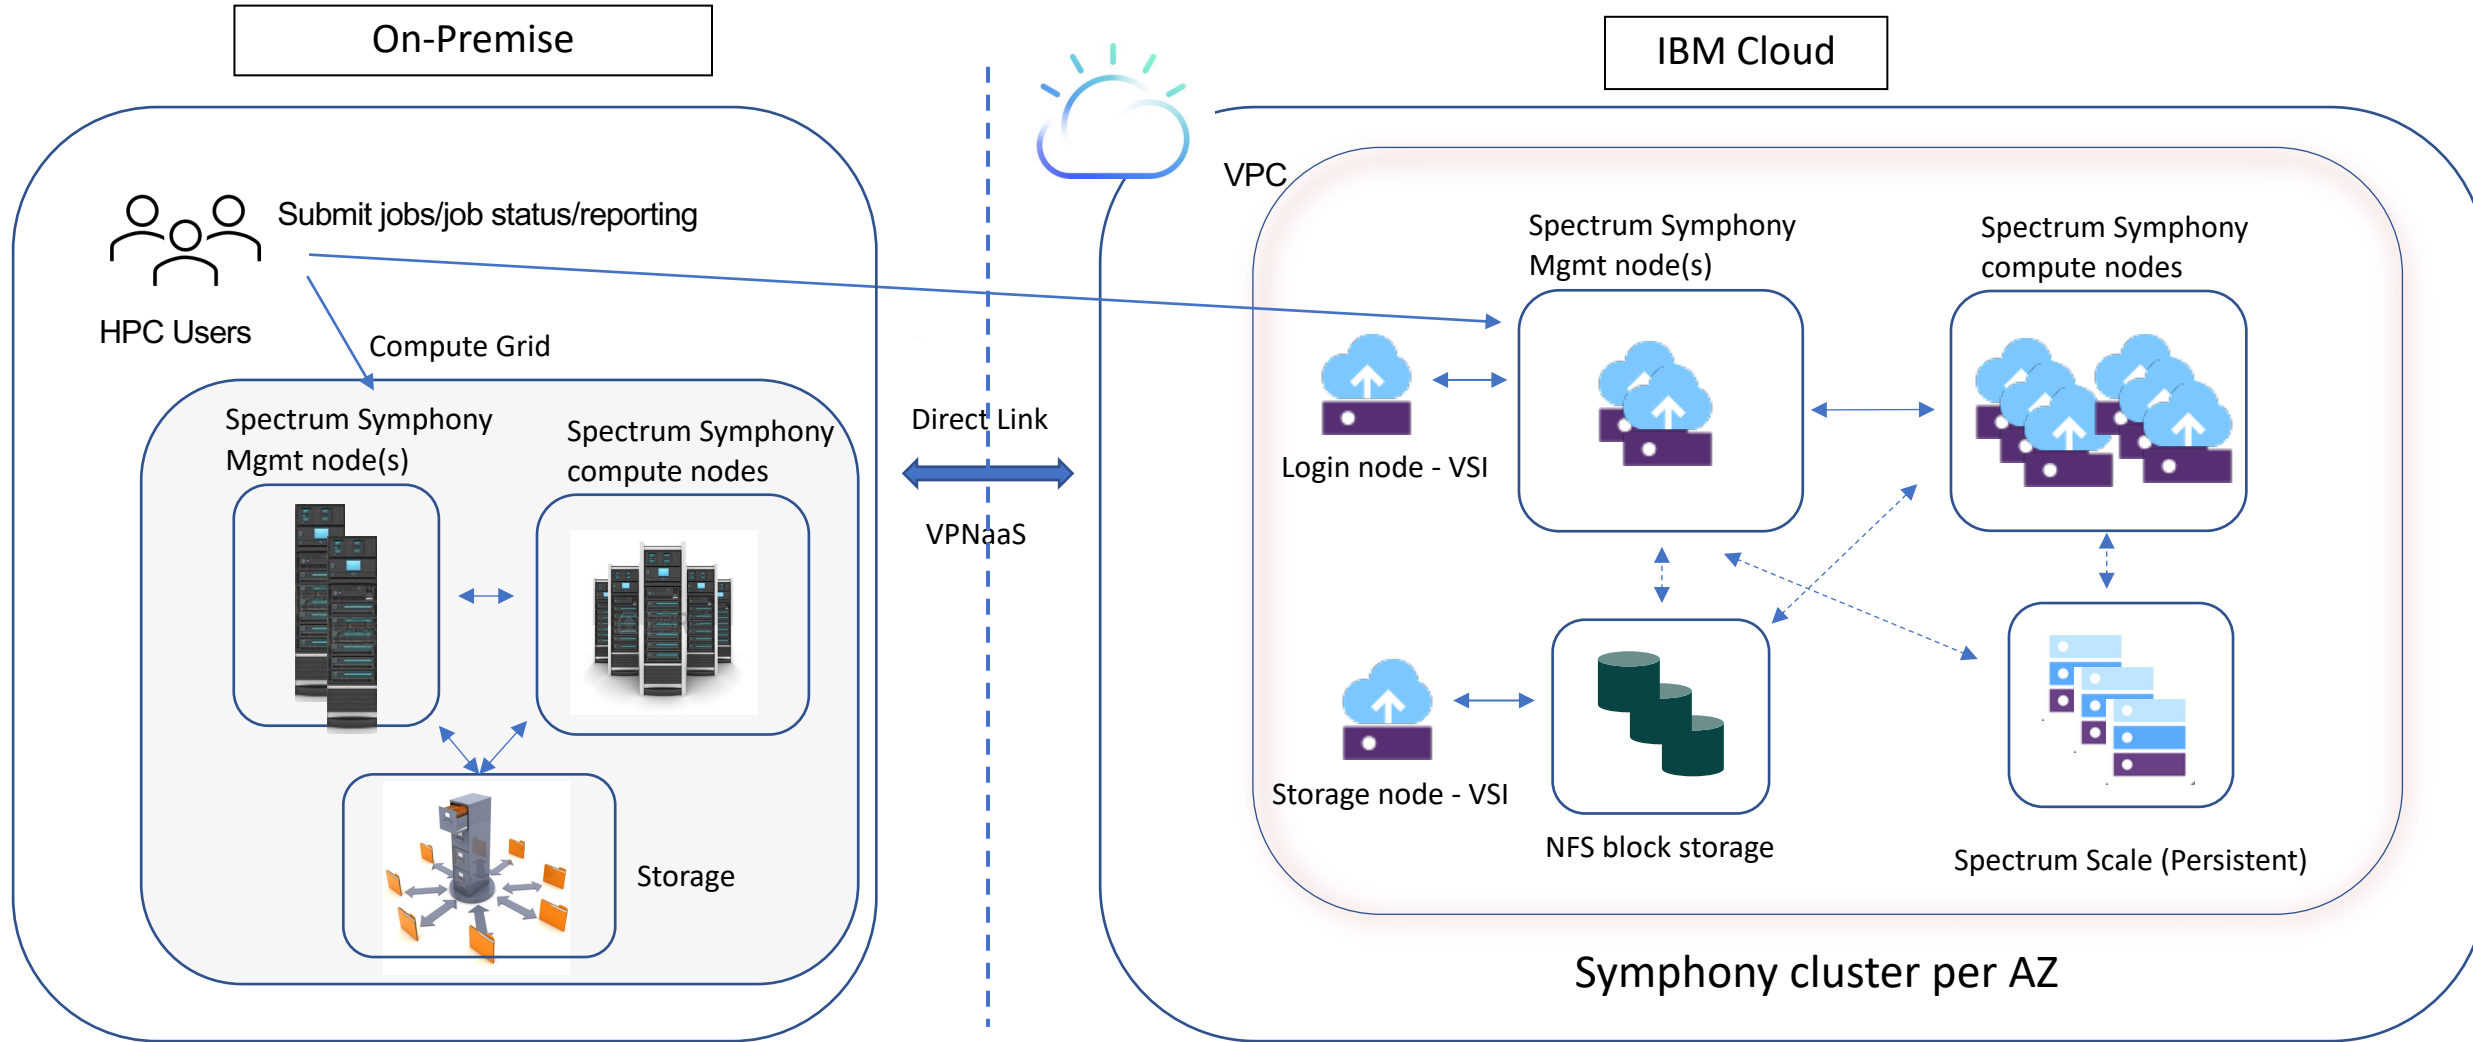 On-Premise
IBM Cloud
Submit jobs/job status/reporting
HPC Users
Compute Grid
Spectrum Symphony
Mgmt node(s)
Spectrum Symphony
compute nodes
Storage
Direct Link
VPNaaS
VPC
Spectrum Symphony
Mgmt node(s)
Spectrum Symphony
compute nodes
Login node - VSI
Storage node - VSI
NFS block storage
Spectrum Scale (Persistent)
Symphony cluster per AZ